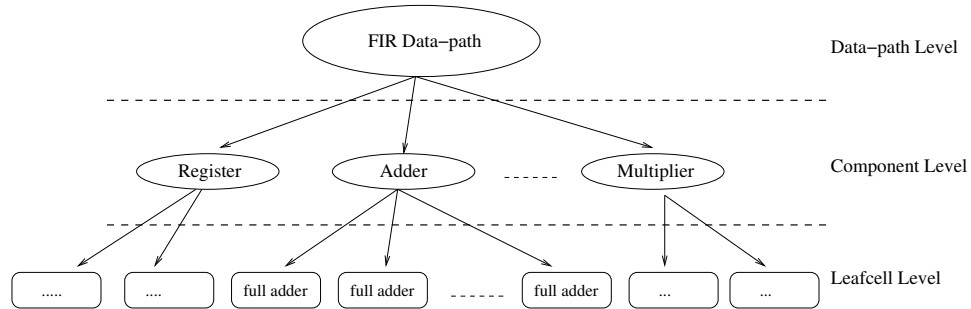 FIR Data−path
Data−path Level
Register
Adder
Multiplier
Component Level
.....
....
full adder
full adder
full adder
...
...
Leafcell Level